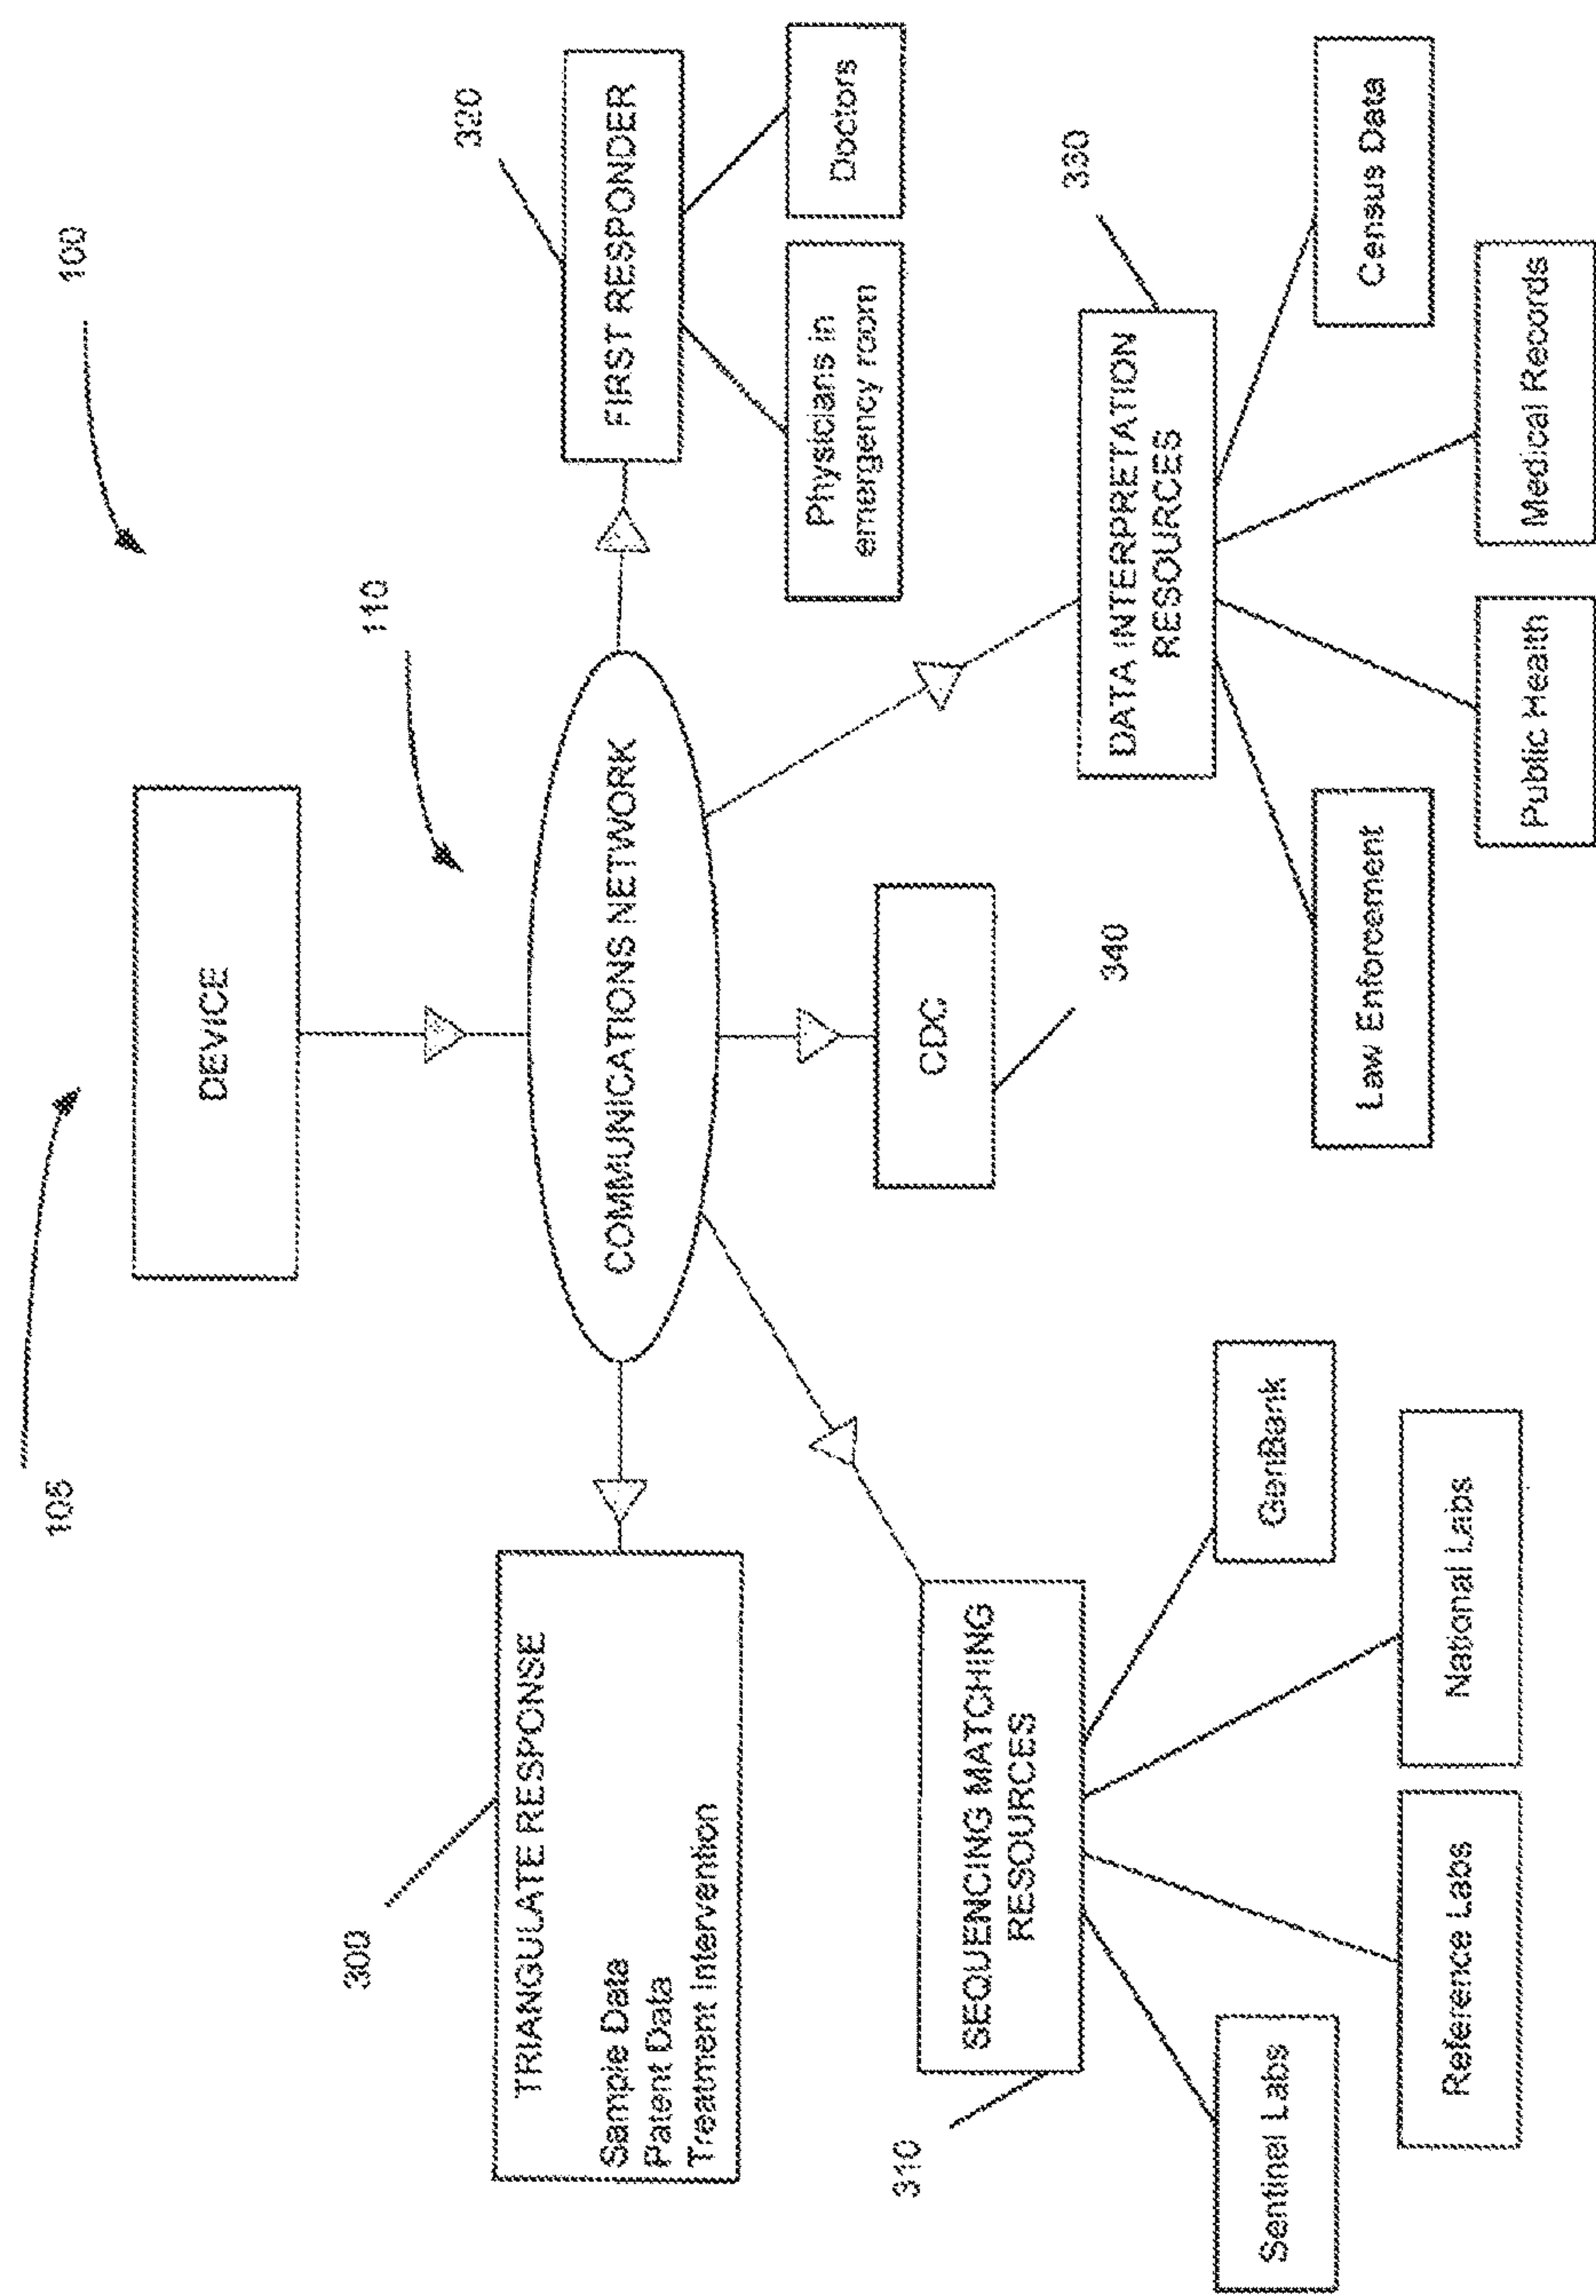 100
105
DEVICE
110
COMMUNICATIONS NETWORK
300
TRIANGULATE RESPONSE
Sample Data
Patent Data
Treatment Intervention
320
FIRST RESPONDER
Physicians in
emergency room
Doctors
310
SEQUENCING MATCHING
RESOURCES
Sentinel Labs
Reference Labs
National Labs
GenBank
CDC
340
330
DATA INTERPRETATION
RESOURCES
Law Enforcement
Public Health
Medical Records
Census Data